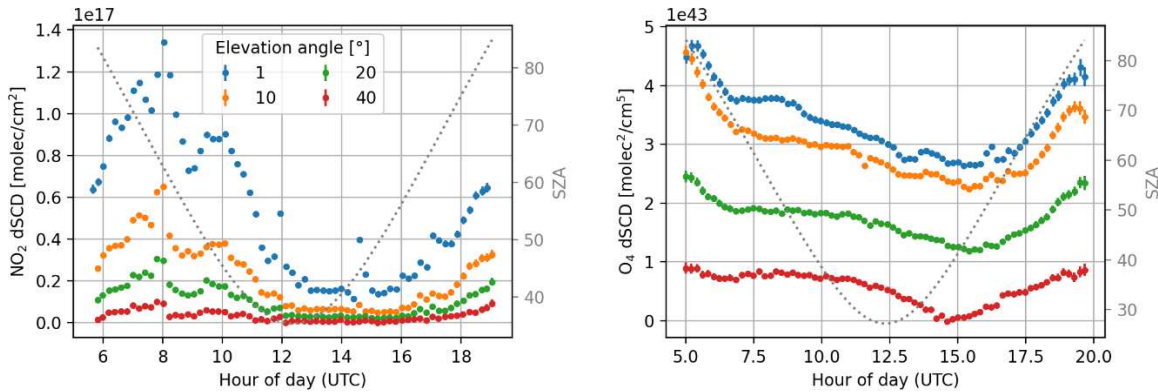 1e17
NO2 dSCD [molec/cm2]
1.4
1.2
1.0
0.8
0.6
0.4
0.2
0.0
Elevation angle [°]
1 20
10 40
80
70
60
50
40
SZA
6 8 10 12 14 16 18
Hour of day (UTC)
1e43
O4 dSCD [molec-2/cm5]
5
4
3
2
1
0
80
70
60
50
40
30
SZA
5.0 7.5 10.0 12.5 15.0 17.5 20.0
Hour of day (UTC)